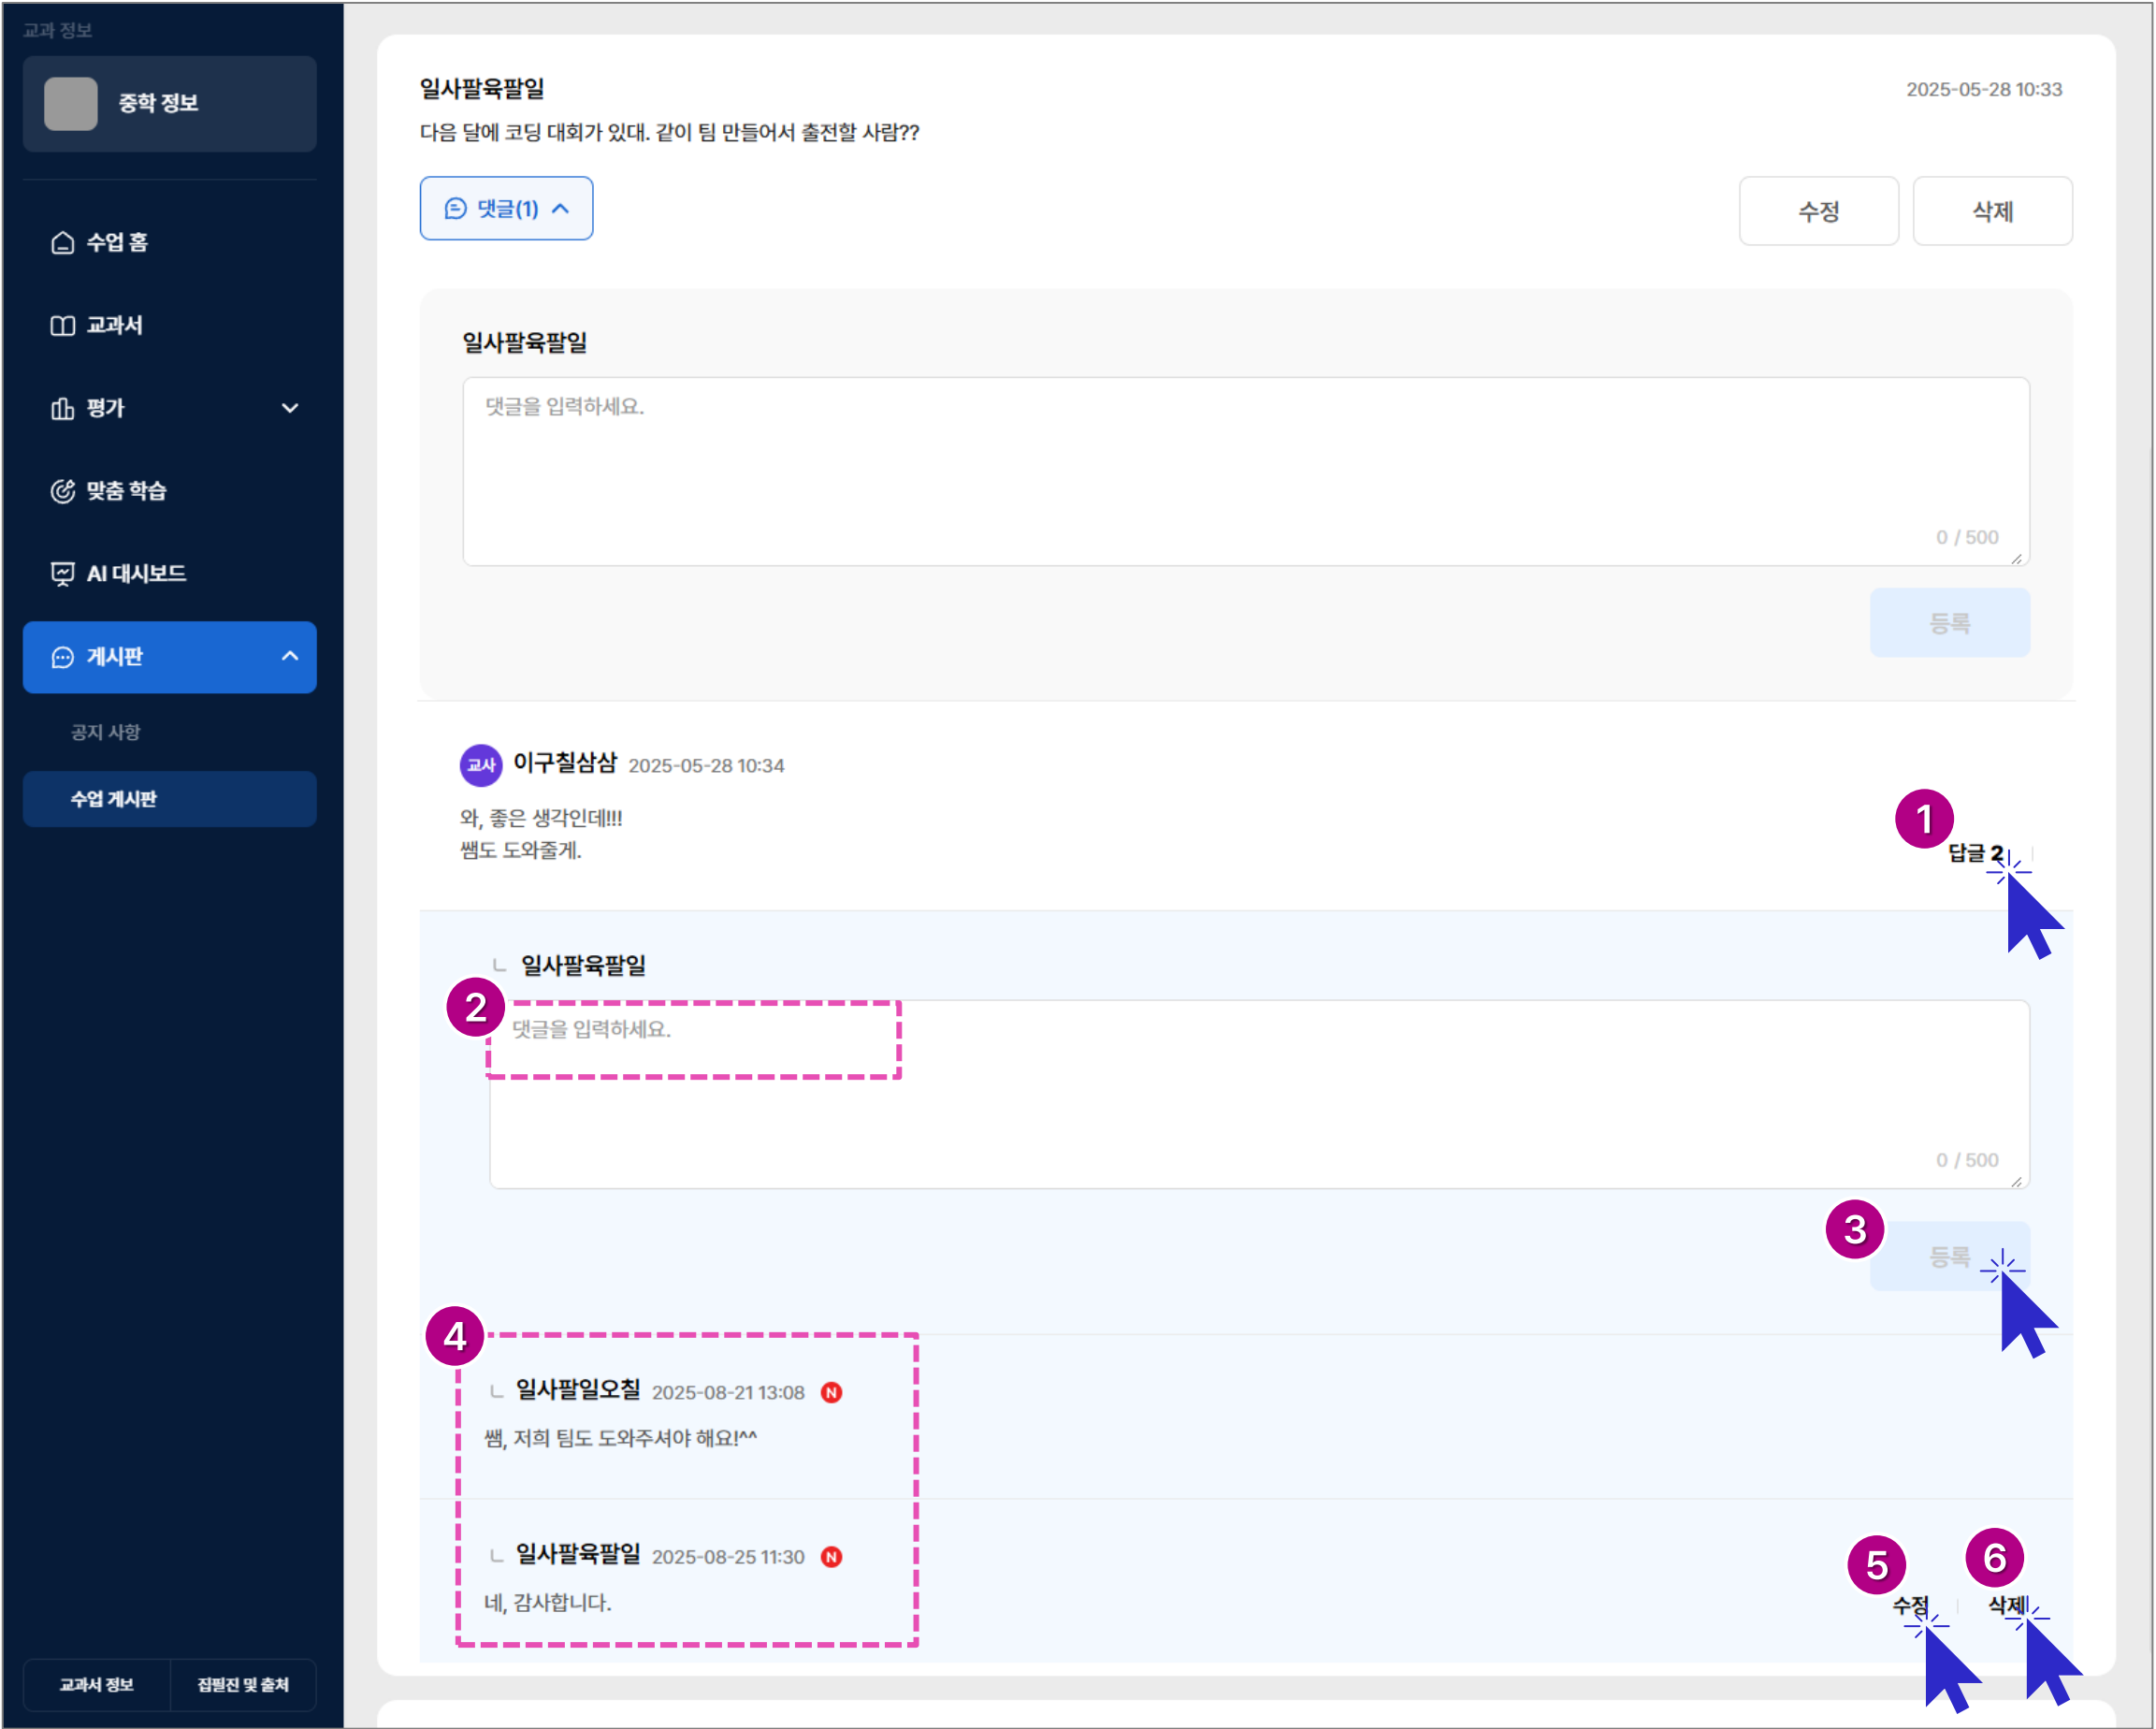 교과 정보
중학 정보
수업 홈
교과서
평가
맞춤 학습
AI 대시보드
게시판
공지 사항
수업 게시판
교과서 정보
집필진 및 출처
일사팔육팔일
2025-05-28 10:33
다음 달에 코딩 대회가 있대. 같이 팀 만들어서 출전할 사람??
댓글(1)
수정
삭제
일사팔육팔일
댓글을 입력하세요.
0 / 500
등록
교사 이구칠삼삼 2025-05-28 10:34
와, 좋은 생각인데!!!
쌤도 도와줄게.
1
답글 2
일사팔육팔일
2
댓글을 입력하세요.
0 / 500
3
등록
4
일사팔일오칠 2025-08-21 13:08 N
쌤, 저희 팀도 도와주셔야 해요!^^
일사팔육팔일 2025-08-25 11:30 N
네, 감사합니다.
5
수정
6
삭제